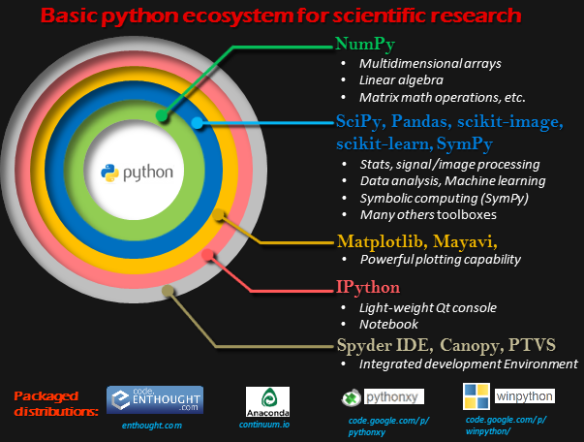 Basic python ecosystem for scientific research
NumPy
• Multidimensional arrays
• Linear algebra
• Matrix math operations, etc.
SciPy, Pandas, scikit-image,
scikit-learn, SymPy
• Stats, signal/image processing
• Data analysis, Machine learning
• Symbolic computing (SymPy)
• Many others toolboxes
python
Matplotlib, Mayavi,
• Powerful plotting capability
IPython
• Light-weight Qt console
• Notebook
Spyder IDE, Canopy, PTVS
• Integrated development Environment
Packaged
distributions:
code.
ENTHOUGHT
.com
enthought.com
Anaconda
continuum.io
pythonxy
code.google.com/p/
pythonxy
winpython
code.google.com/p/
winpython/